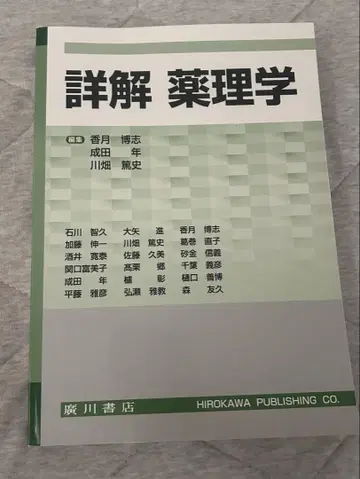 詳解 薬理学
編集 香月 博志
成田 年
川畑 篤史
石川 智久 大矢 進 香月 博志
加藤 伸一 川畑 篤史 葛巻 直子
酒井 寛泰 佐藤 久美 砂金 信義
関口富美子 髙栗 郷 千葉 義彦
成田 年 樋 彰 樋口 善博
平藤 雅彦 弘瀬 雅教 森 友久
廣川書店 HIROKAWA PUBLISHING CO.